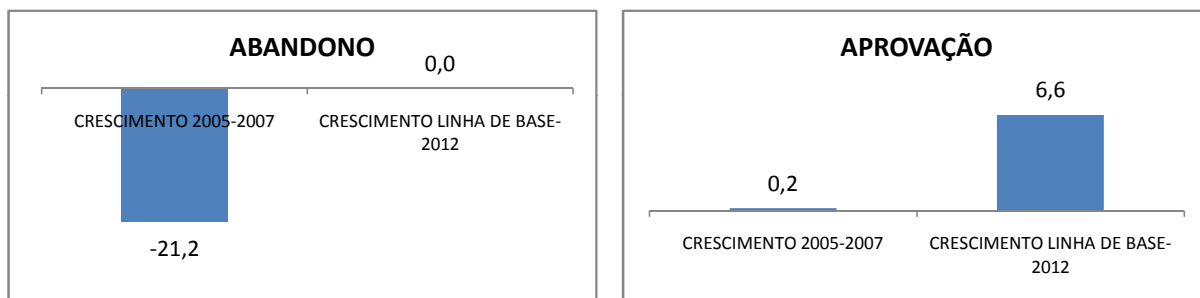 ABANDONO
0,0
CRESCIMENTO 2005-2007
CRESCIMENTO LINHA DE BASE-
2012
-21,2
APROVAÇÃO
6,6
0,2
CRESCIMENTO 2005-2007
CRESCIMENTO LINHA DE BASE-
2012